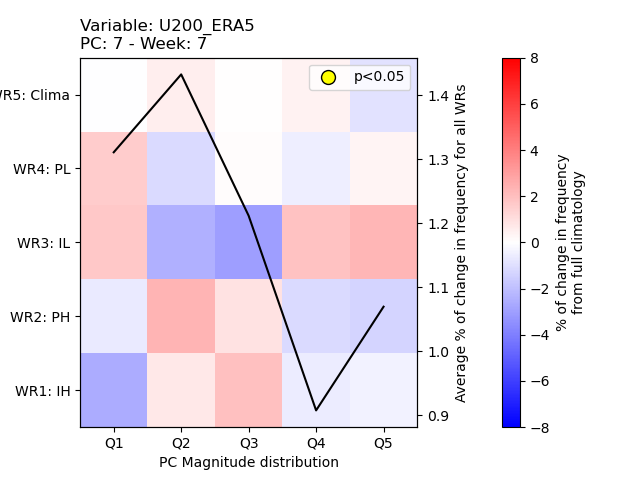 Variable: U200_ERA5
PC: 7 - Week: 7
p<0.05
WR5: Clima
WR4: PL
WR3: IL
WR2: PH
WR1: IH
Q1 Q2 Q3 Q4 Q5
PC Magnitude distribution
1.4
1.3
1.2
1.1
1.0
0.9
Average % of change in frequency for all WRs
8
6
4
2
0
−2
−4
−6
−8
% of change in frequency
from full climatology